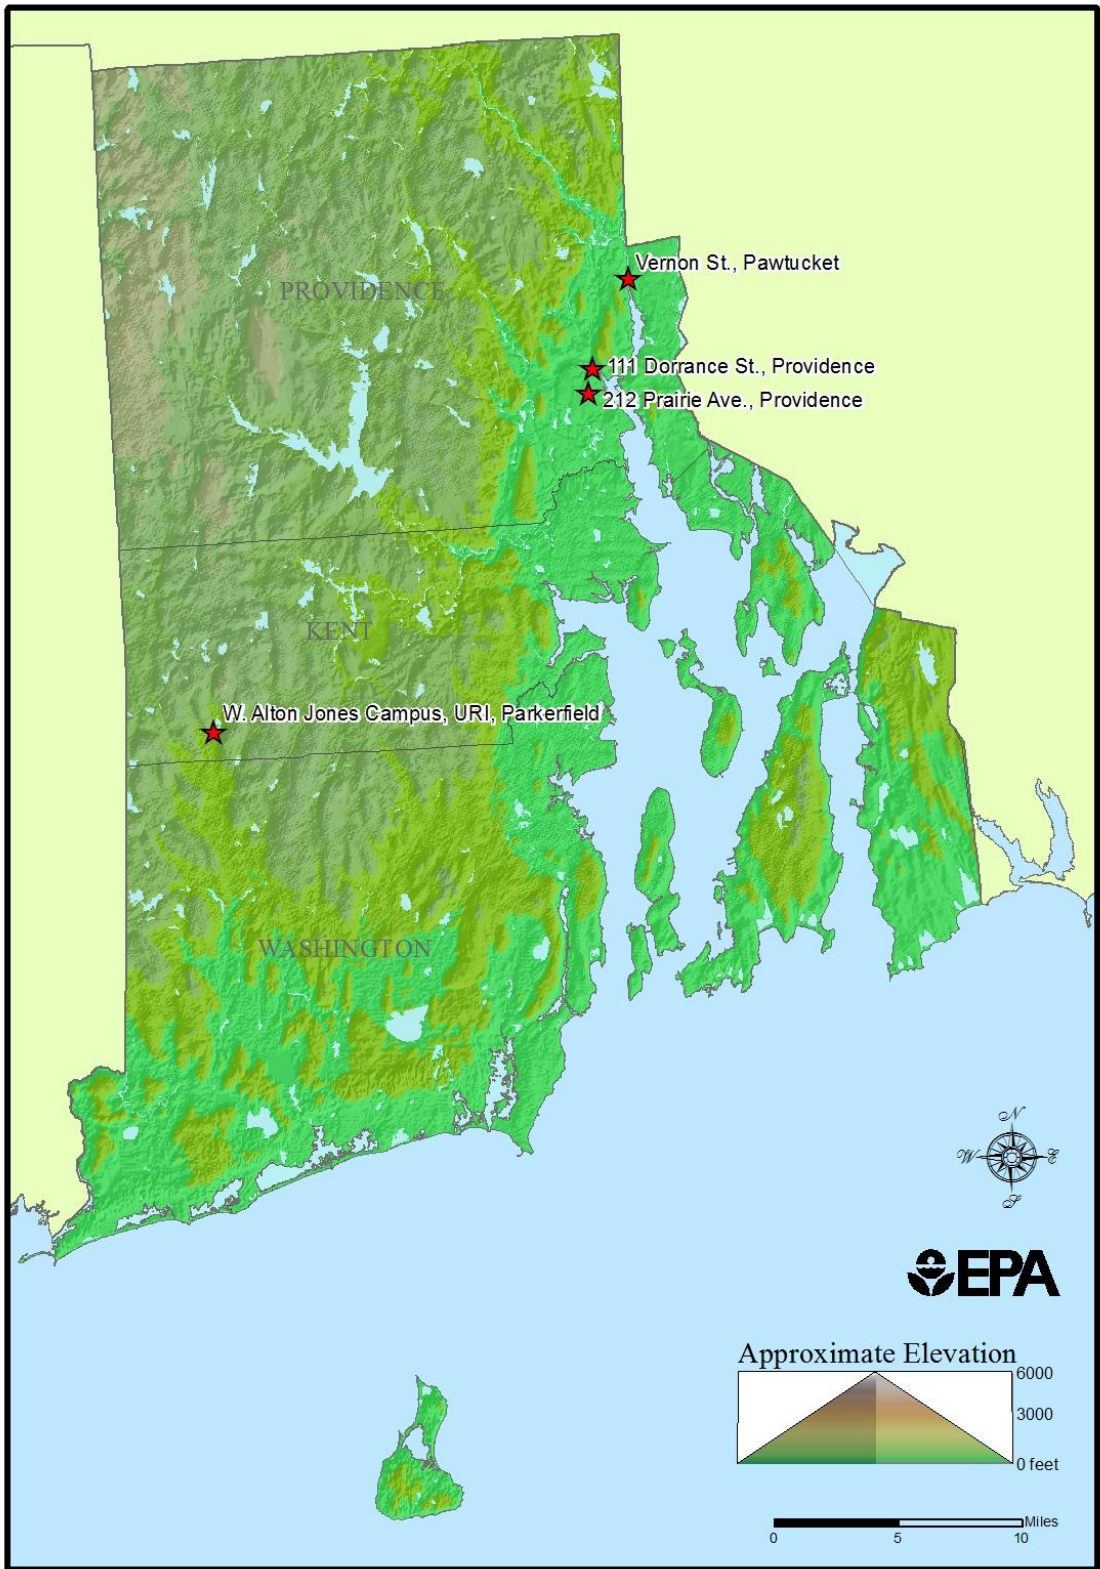 Vernon St., Pawtucket
PROVIDENCE
111 Dorrance St., Providence
212 Prairie Ave., Providence
KENT
W. Alton Jones Campus, URI, Parkerfield
WASHINGTON
N
W E
S
EPA
Approximate Elevation
6000
3000
0 feet
Miles
0 5 10